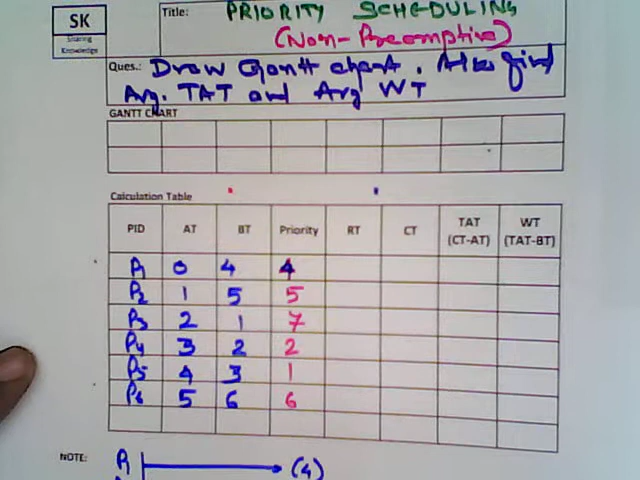 SK
Sharing
Knowledge
Title: PRIORITY SCHEDULING
(Non-Preemptive)
Ques.: Draw Gantt chart. Also find
Avg. TAT and Avg WT
GANTT CHART
Calculation Table
PID AT BT Priority RT CT TAT (CT-AT) WT (TAT-BT)
P1 0 4 4
P2 1 5 5
P3 2 1 7
P4 3 2 2
P5 4 3 1
P6 5 6 6
NOTE:
P1 (4)